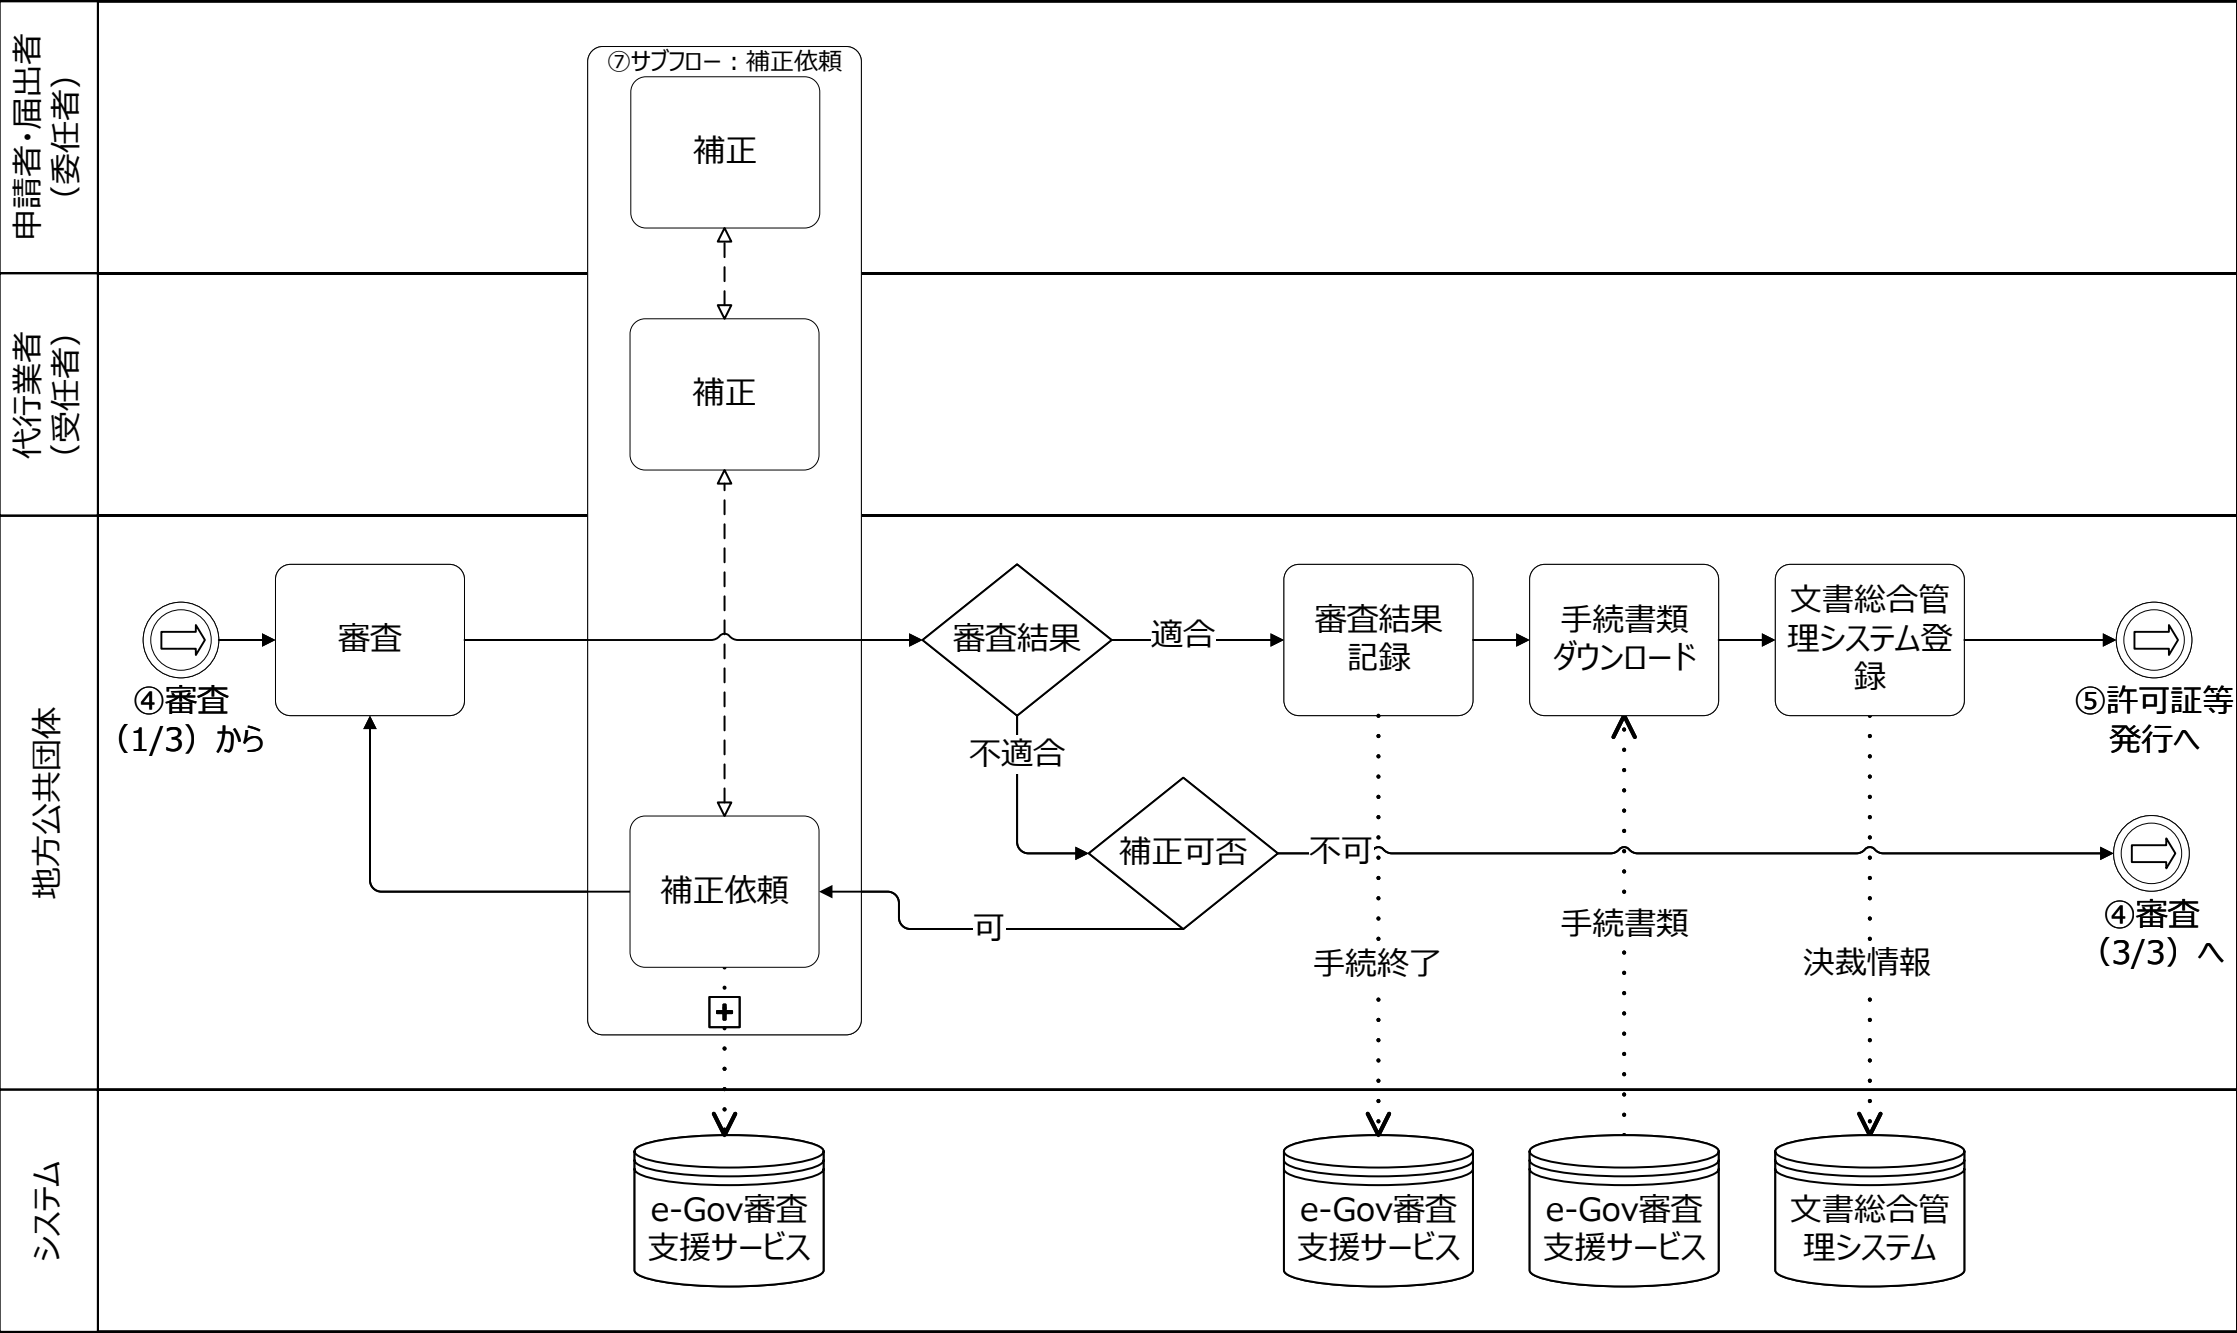 申請者・届出者
（委任者）
⑦サブフロー：補正依頼
補正
代行業者
（受任者）
補正
地方公共団体
④審査
（1/3）から
審査
審査結果
適合
審査結果
記録
手続書類
ダウンロード
文書総合管
理システム登
録
⑤許可証等
発行へ
不適合
補正可否
不可
④審査
（3/3）へ
補正依頼
可
手続終了
手続書類
決裁情報
システム
e-Gov審査
支援サービス
e-Gov審査
支援サービス
e-Gov審査
支援サービス
文書総合管
理システム